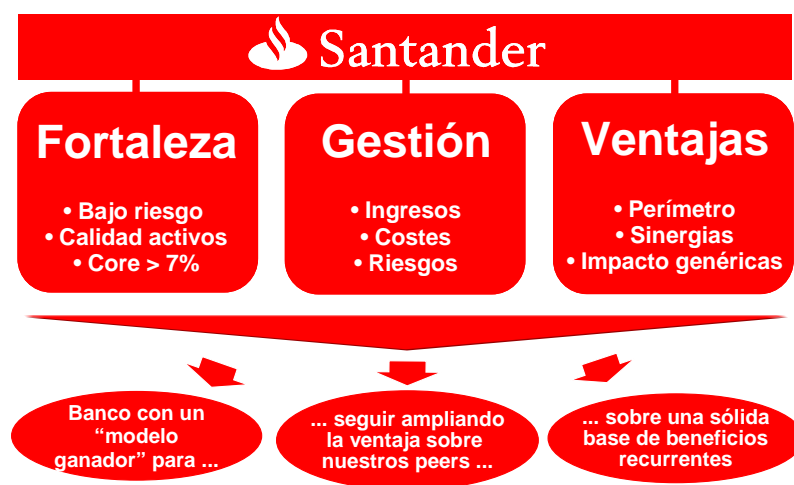 Santander
Fortaleza
• Bajo riesgo
• Calidad activos
• Core > 7%
Gestión
• Ingresos
• Costes
• Riesgos
Ventajas
• Perímetro
• Sinergias
• Impacto genéricas
Banco con un
“modelo
ganador” para ...
... seguir ampliando
la ventaja sobre
nuestros peers ...
... sobre una sólida
base de beneficios
recurrentes